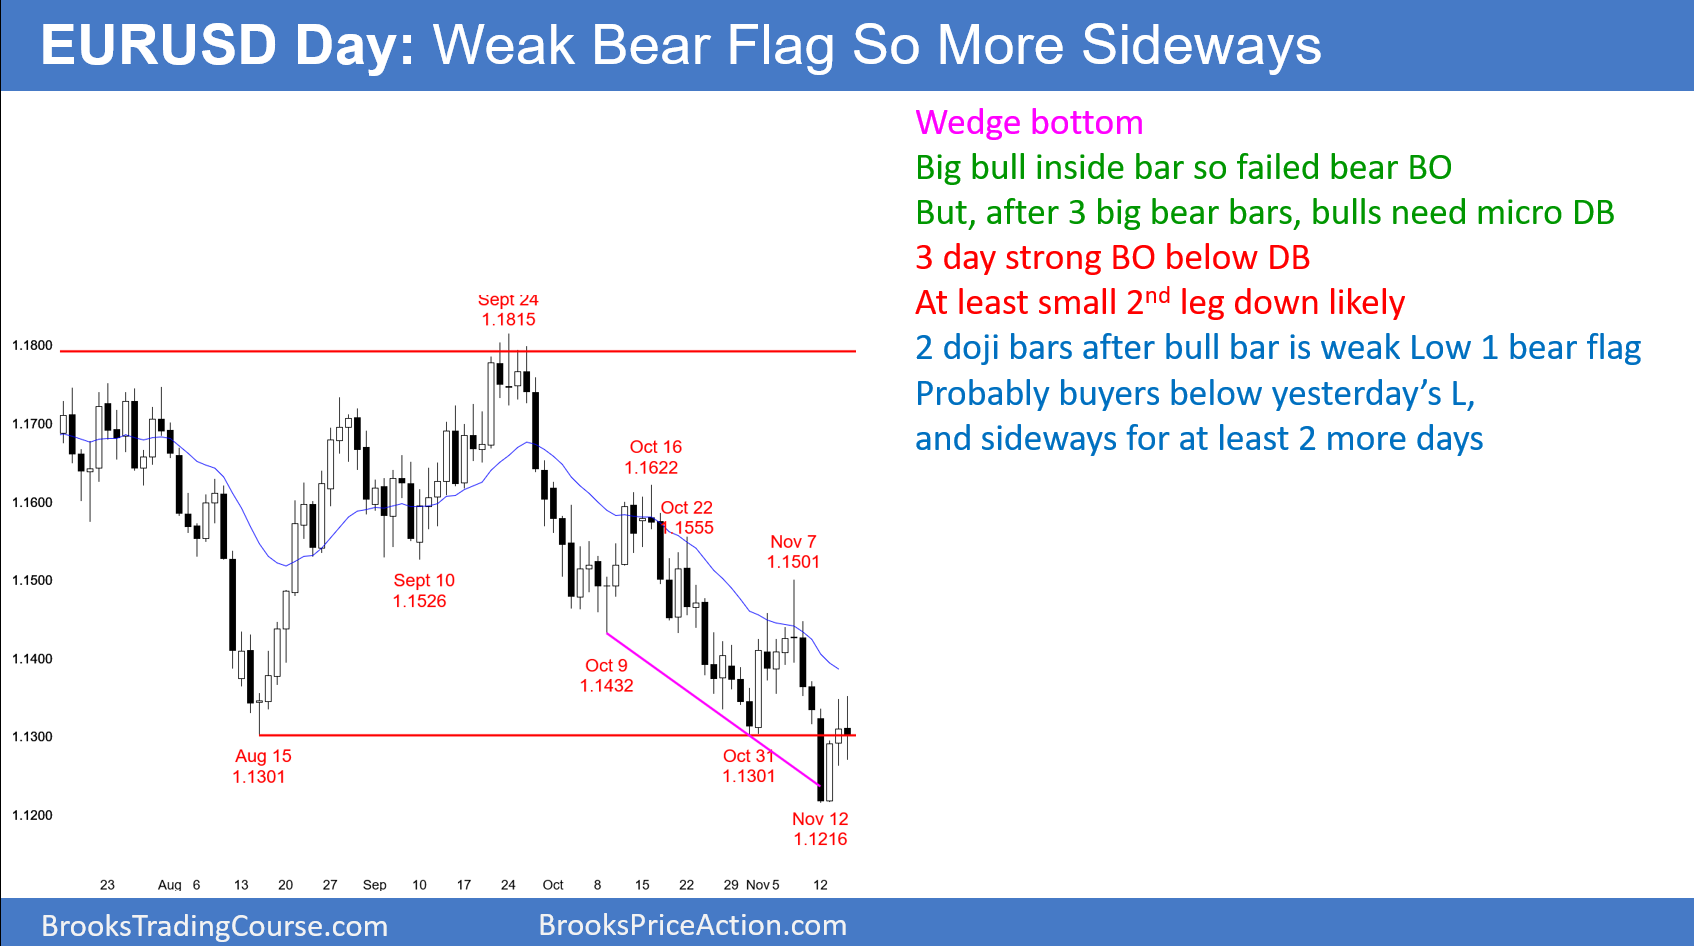 EURUSD Day: Weak Bear Flag So More Sideways
Wedge bottom
Big bull inside bar so failed bear BO
But, after 3 big bear bars, bulls need micro DB
3 day strong BO below DB
At least small 2nd leg down likely
2 doji bars after bull bar is weak Low 1 bear flag
Probably buyers below yesterday’s L,
and sideways for at least 2 more days
Sept 24
1.1815
1.1800
1.1700
1.1600
1.1500
1.1400
1.1300
1.1200
Oct 16
1.1622
Oct 22
1.1555
Nov 7
1.1501
Sept 10
1.1526
Oct 9
1.1432
Aug 15
1.1301
Oct 31
1.1301
Nov 12
1.1216
23 Aug 6 13 20 27 Sep 10 17 24 Oct 8 15 22 29 Nov 5 12
BrooksTradingCourse.com
BrooksPriceAction.com